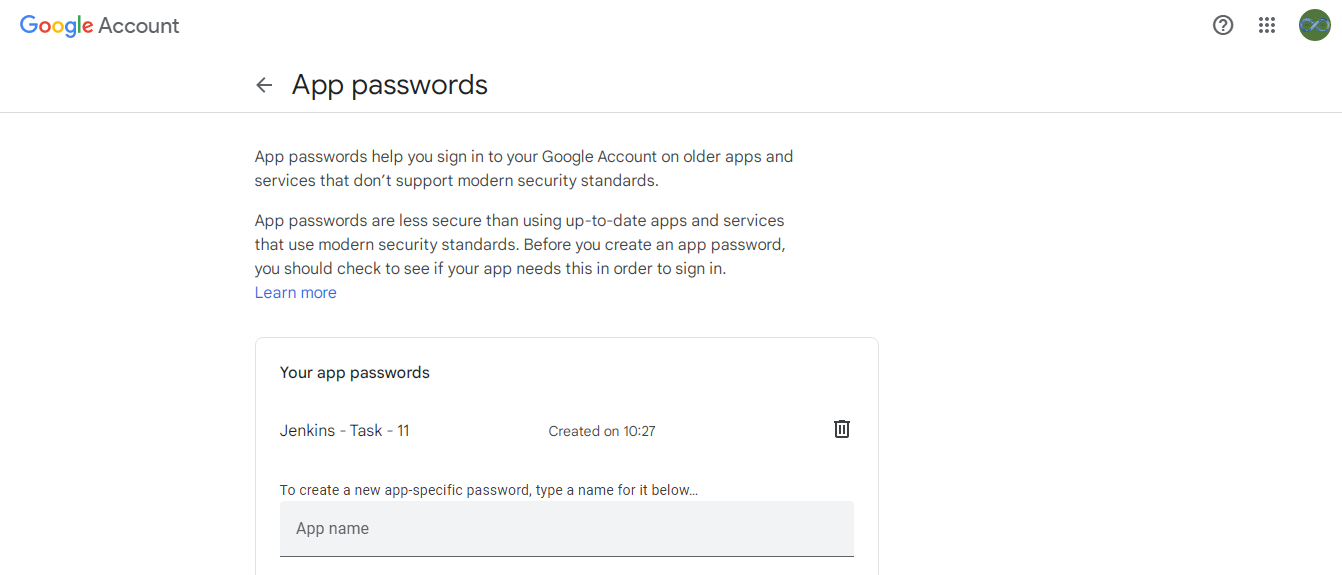 Google Account
App passwords
App passwords help you sign in to your Google Account on older apps and
services that don’t support modern security standards.
App passwords are less secure than using up-to-date apps and services
that use modern security standards. Before you create an app password,
you should check to see if your app needs this in order to sign in.
Learn more
Your app passwords
Jenkins - Task - 11 Created on 10:27
To create a new app-specific password, type a name for it below...
App name